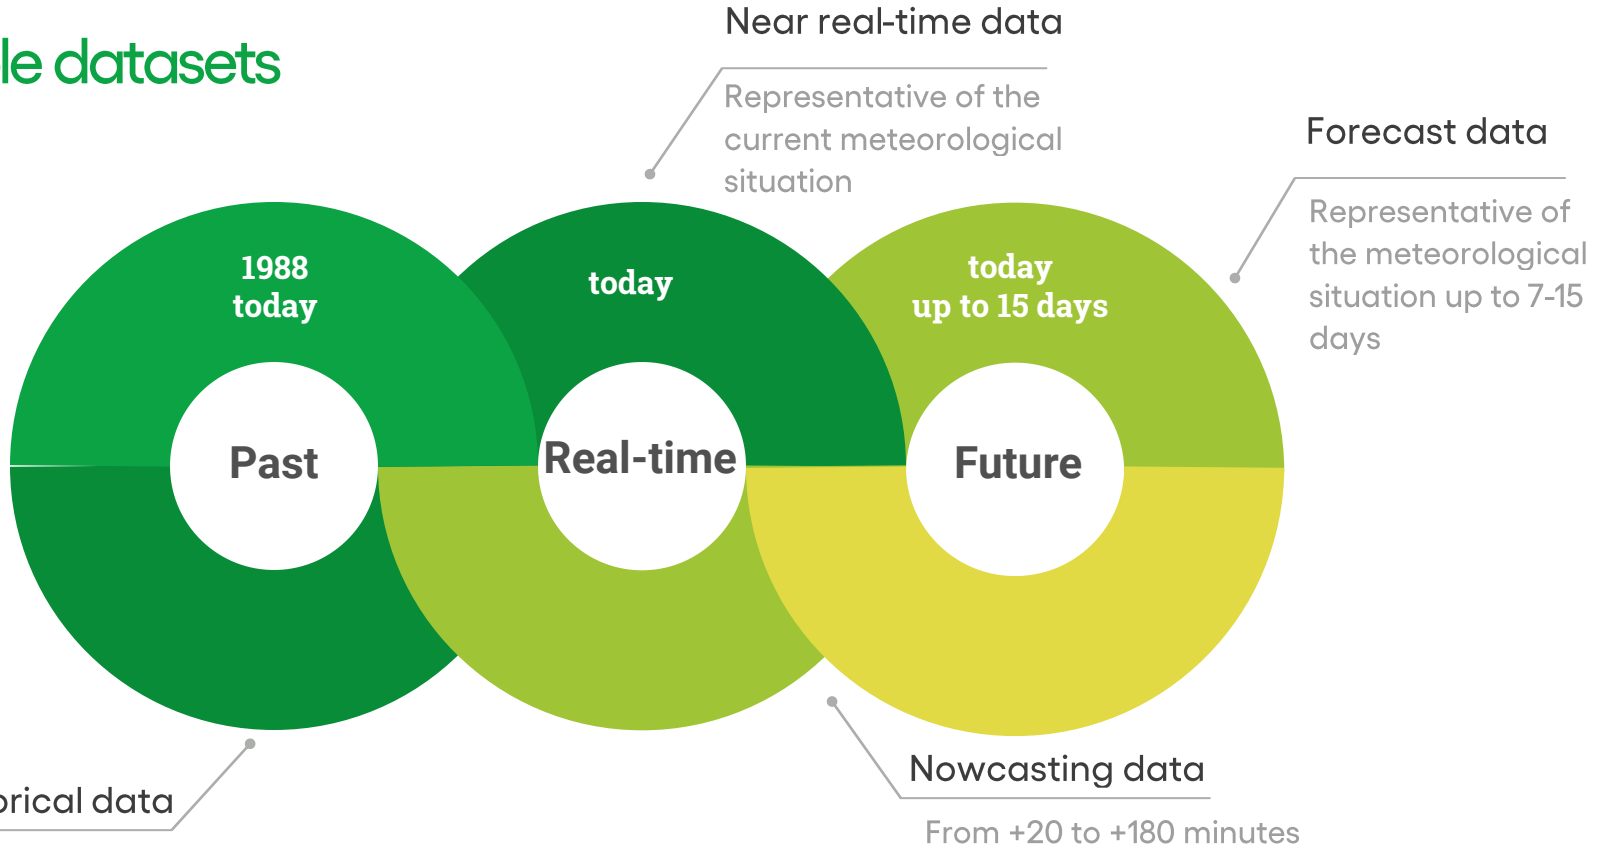 datasets
Near real-time data
Representative of the
current meteorological
situation
Forecast data
Representative of
the meteorological
situation up to 7-15
days
1988
today
today
today
up to 15 days
Past
Real-time
Future
data
Nowcasting data
From +20 to +180 minutes